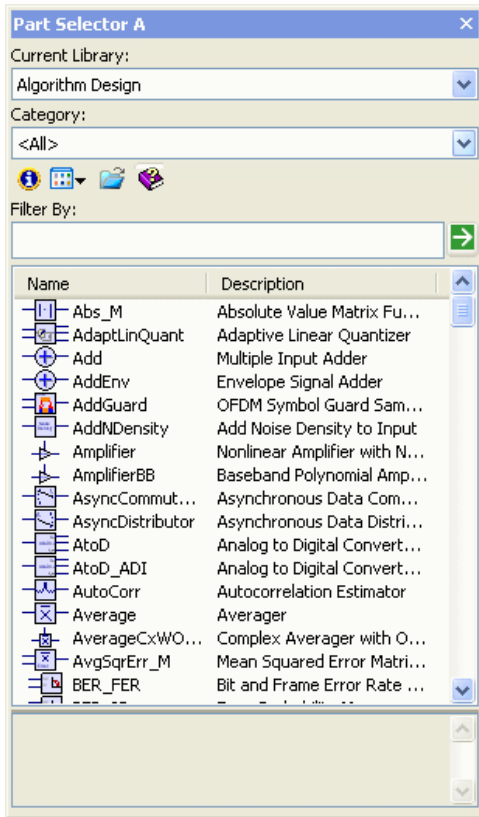 Part Selector A
Current Library:
Algorithm Design
Category:
<All>
Filter By:
Name Description
Abs_M Absolute Value Matrix Fu...
AdaptLinQuant Adaptive Linear Quantizer
Add Multiple Input Adder
AddEnv Envelope Signal Adder
AddGuard OFDM Symbol Guard Sam...
AddNDensity Add Noise Density to Input
Amplifier Nonlinear Amplifier with N...
AmplifierBB Baseband Polynomial Amp...
AsyncCommut... Asynchronous Data Com...
AsyncDistributor Asynchronous Data Distri...
AtoD Analog to Digital Convert...
AtoD_ADI Analog to Digital Convert...
AutoCorr Autocorrelation Estimator
Average Averager
AverageCxWO... Complex Averager with O...
AvgSqrErr_M Mean Squared Error Matri...
BER_FER Bit and Frame Error Rate ...